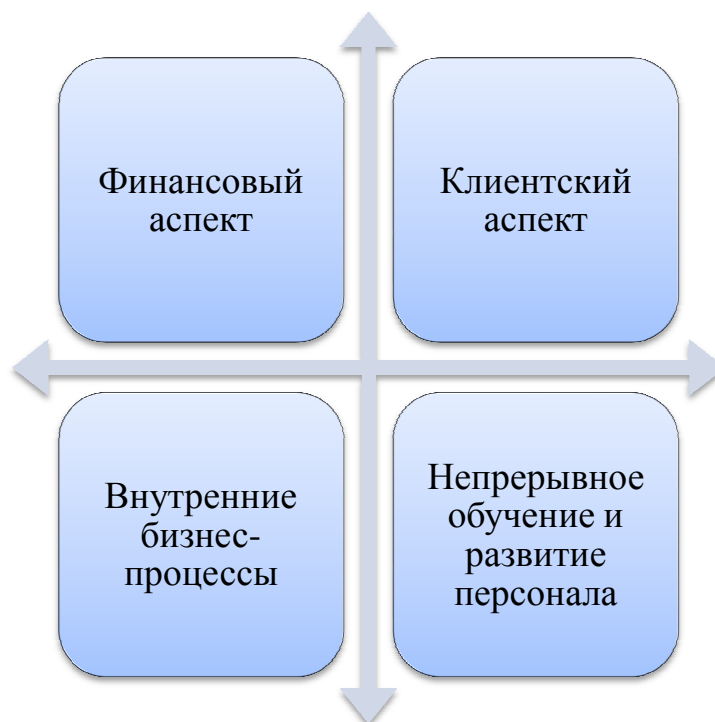 Финансовый
аспект
Клиентский
аспект
Внутренние
бизнес-
процессы
Непрерывное
обучение и
развитие
персонала